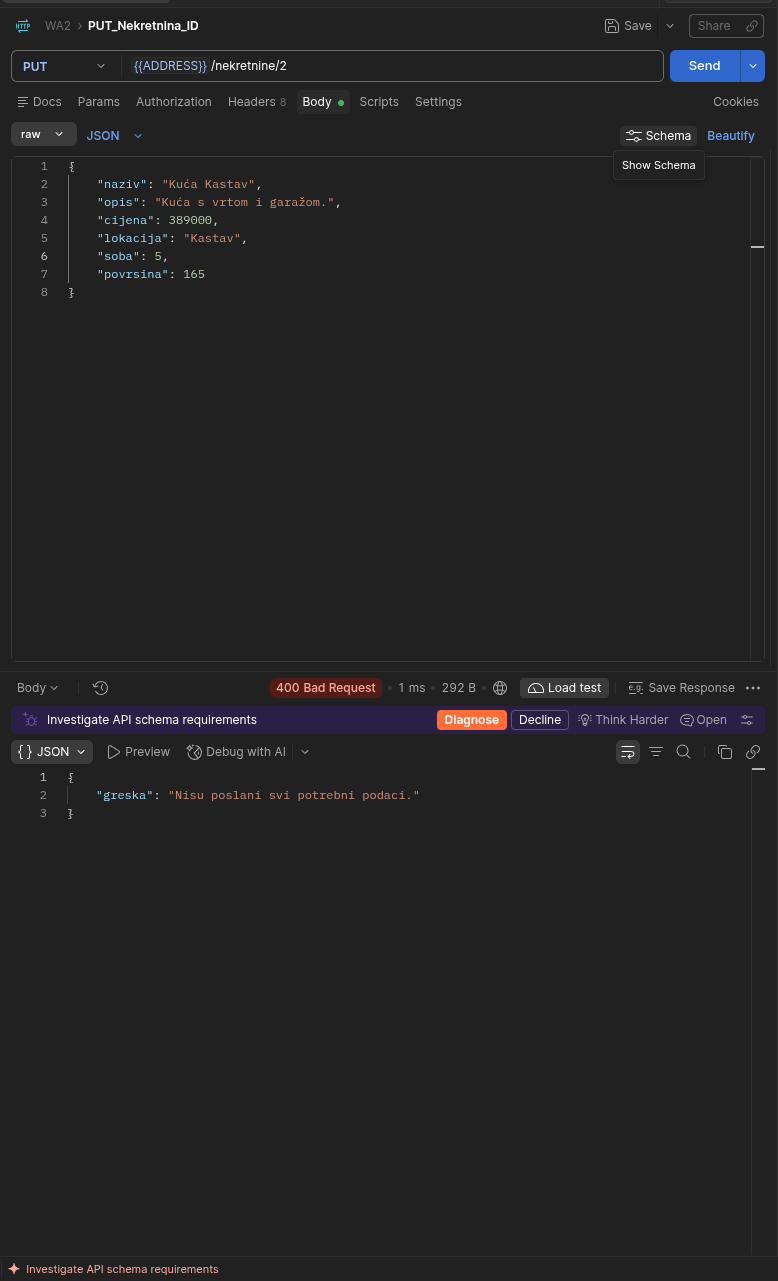 HTTP WA2 > PUT_Nekretnina_ID Save Share
PUT {{ADDRESS}} /nekretnine/2 Send
Docs Params Authorization Headers 8 Body Scripts Settings Cookies
raw JSON Schema Beautify
Show Schema
1 {
2 "naziv": "Kuća Kastav",
3 "opis": "Kuća s vrtom i garažom.",
4 "cijena": 389000,
5 "lokacija": "Kastav",
6 "soba": 5,
7 "povrsina": 165
8 }
Body 400 Bad Request • 1 ms • 292 B Load test e.g. Save Response
Investigate API schema requirements Diagnose Decline Think Harder Open
{} JSON Preview Debug with AI
1 {
2 "greska": "Nisu poslani svi potrebni podaci."
3 }
Investigate API schema requirements